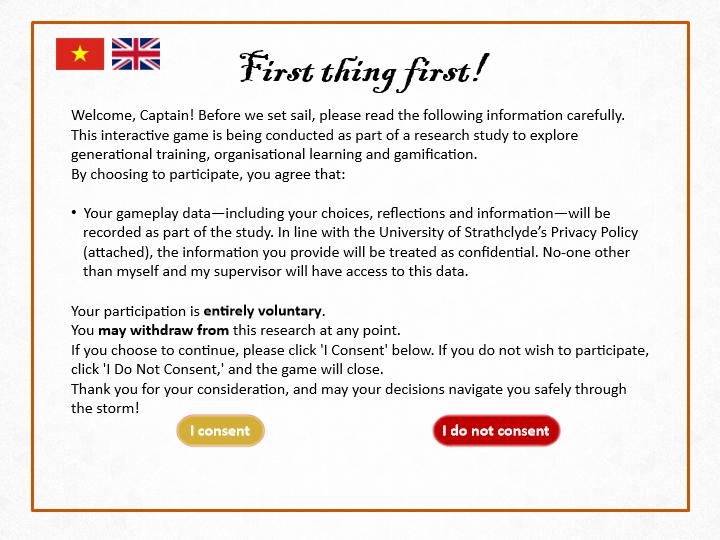 First thing first!
Welcome, Captain! Before we set sail, please read the following information carefully.
This interactive game is being conducted as part of a research study to explore
generational training, organisational learning and gamification.
By choosing to participate, you agree that:
• Your gameplay data—including your choices, reflections and information—will be
recorded as part of the study. In line with the University of Strathclyde’s Privacy Policy
(attached), the information you provide will be treated as confidential. No-one other
than myself and my supervisor will have access to this data.
Your participation is entirely voluntary.
You may withdraw from this research at any point.
If you choose to continue, please click 'I Consent' below. If you do not wish to participate,
click 'I Do Not Consent,' and the game will close.
Thank you for your consideration, and may your decisions navigate you safely through
the storm!
I consent
I do not consent